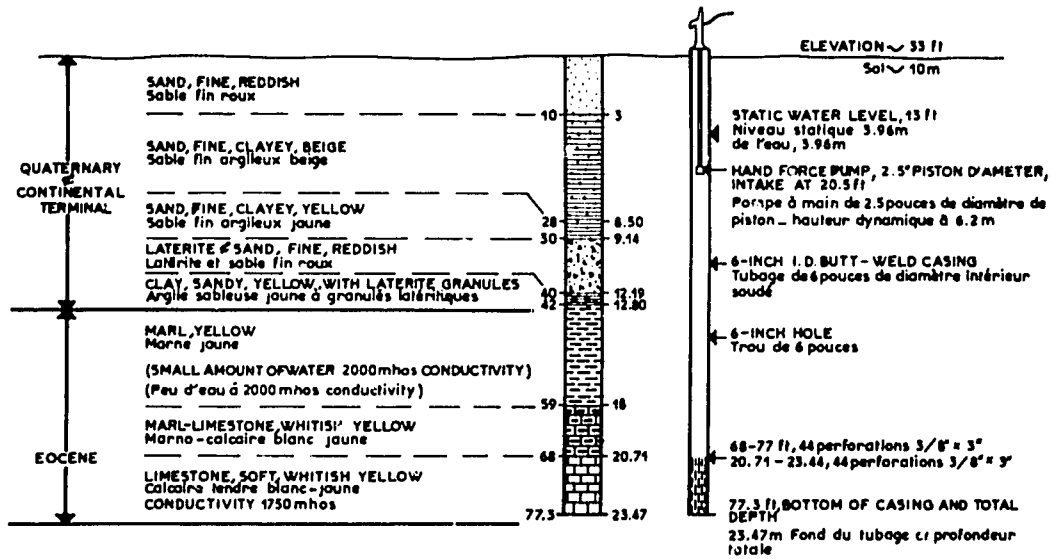 ELEVATION ~ 33 ft
Sol ~ 10m
SAND, FINE, REDDISH
Sable fin roux
10
3
SAND, FINE, CLAYEY, BEIGE
Sable fin argileux beige
QUATERNARY
&
CONTINENTAL
TERMINAL
SAND, FINE, CLAYEY, YELLOW
Sable fin argileux jaune
28
8.50
30
9.14
LATERITE & SAND, FINE, REDDISH
Latérite et sable fin roux
CLAY, SANDY, YELLOW, WITH LATERITE GRANULES
Argile sableuse jaune à granules latéritiques
40
12.19
42
12.80
MARL, YELLOW
Marne jaune
(SMALL AMOUNT OF WATER 2000mhos CONDUCTIVITY)
(Peu d'eau à 2000mhos conductivity)
59
18
MARL-LIMESTONE, WHITISH YELLOW
Marno-calcaire blanc jaune
EOCENE
68
20.71
LIMESTONE, SOFT, WHITISH YELLOW
Calcaire tendre blanc-jaune
CONDUCTIVITY 1750mhos
77.3
23.47
STATIC WATER LEVEL, 13 ft
Niveau statique 3.96m
de l'eau, 3.96m
HAND FORCE PUMP, 2.5" PISTON D'AMETER,
INTAKE AT 20.5 ft
Pompe à main de 2.5 pouces de diamètre de
piston - hauteur dynamique à 6.2 m
6-INCH I.D. BUTT-WELD CASING
Tubage de 6 pouces de diamètre intérieur
soudé
6-INCH HOLE
Trou de 6 pouces
68-77 ft, 44 perforations 3/8" x 3"
20.71 - 23.44, 44 perforations 3/8" x 3"
77.3 ft, BOTTOM OF CASING AND TOTAL
DEPTH
23.47m Fond du tubage et profondeur
totale